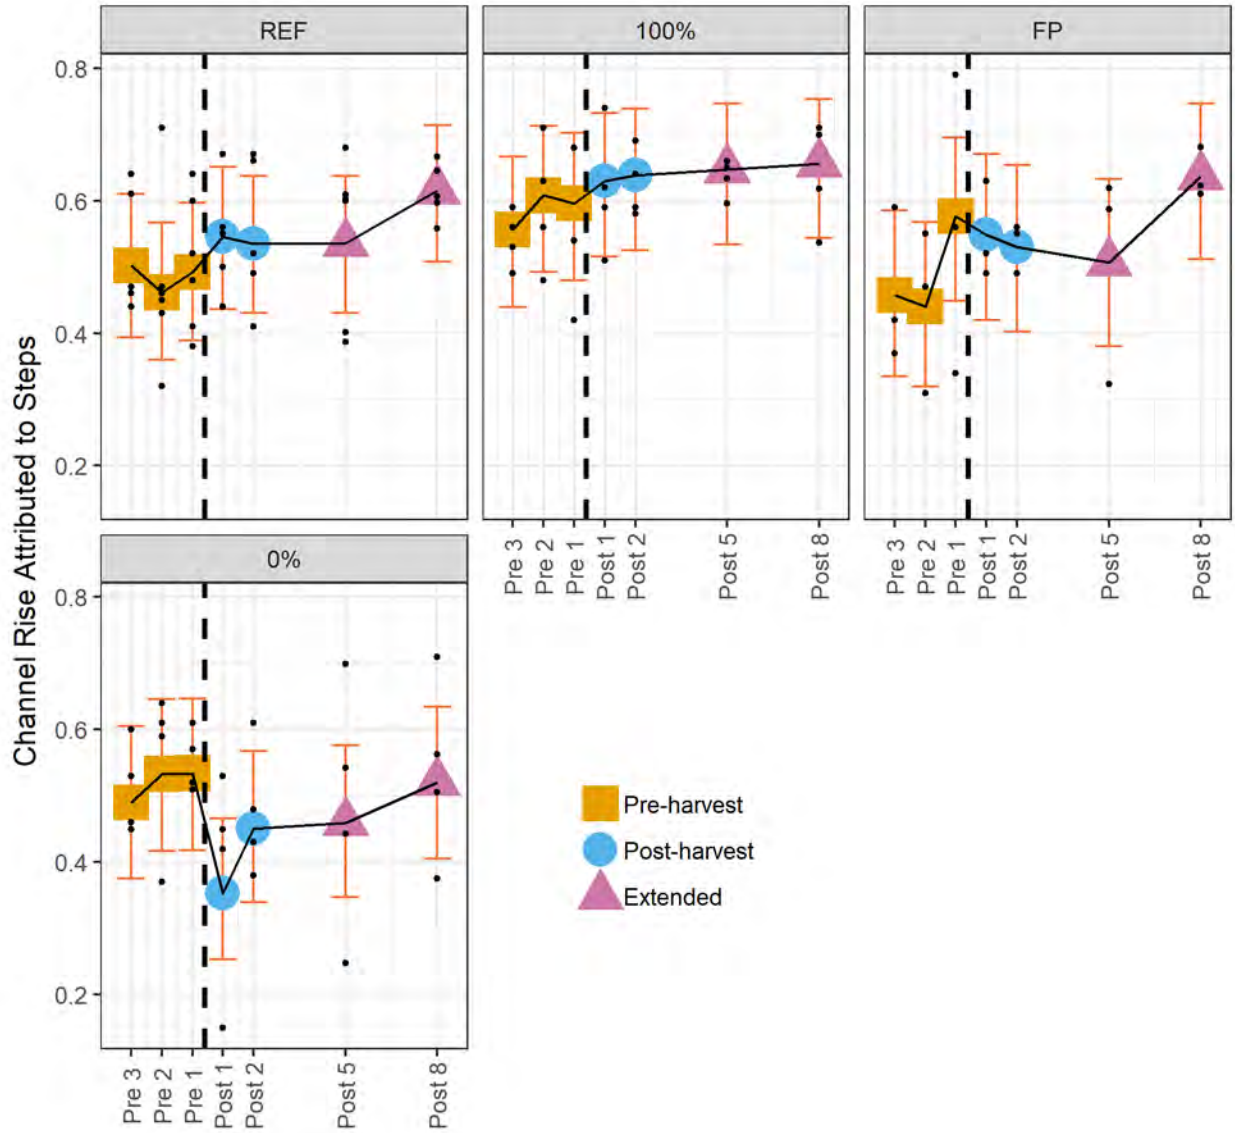 REF
100%
FP
0.8
0.6
0.4
0.2
Channel Rise Attributed to Steps
Pre 3
Pre 2
Pre 1
Post 1
Post 2
Post 5
Post 8
Pre 3
Pre 2
Pre 1
Post 1
Post 2
Post 5
Post 8
0%
0.8
0.6
0.4
0.2
Pre 3
Pre 2
Pre 1
Post 1
Post 2
Post 5
Post 8
Pre-harvest
Post-harvest
Extended